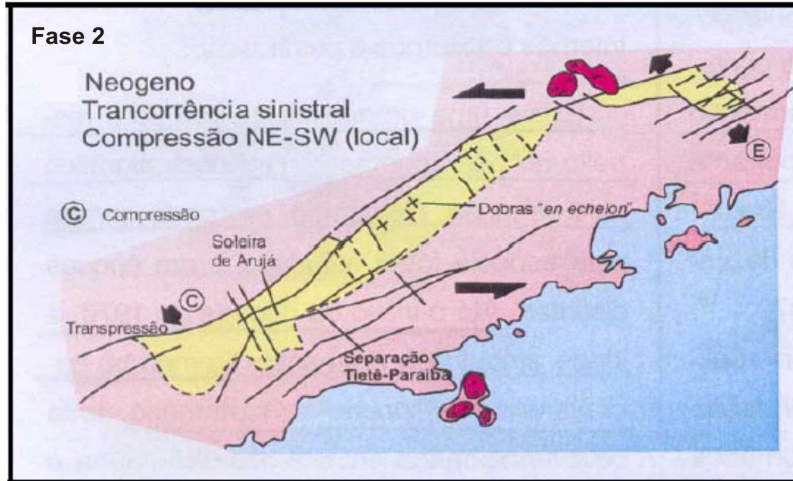 Fase 2
Neogeno
Trancorrência sinistral
Compressão NE-SW (local)
E
C Compressão
Dobras "en echelon"
Soleira
de Arujá
C
Transpressão
Separação
Tietê-Paraiba